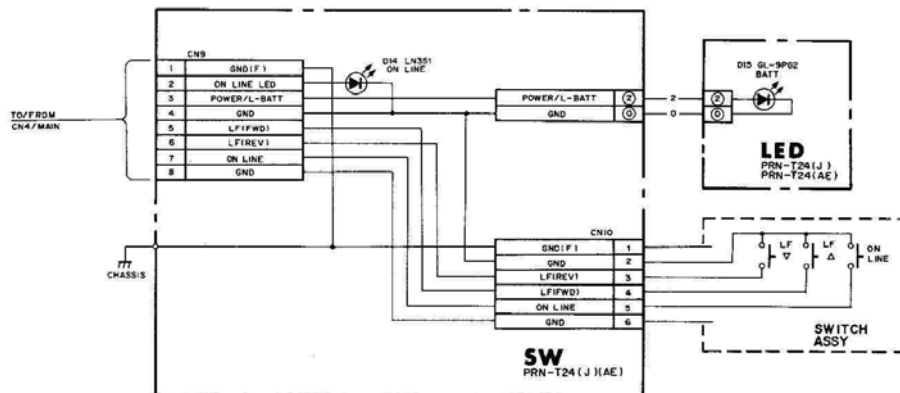 CN9
1 GND(F)
2 ON LINE LED
3 POWER/L-BATT
4 GND
5 LF(FWD)
6 LF(REV)
7 ON LINE
8 GND
TO/FROM
CN4/MAIN
D14 LN351
ON LINE
POWER/L-BATT 2
GND 0
2
0
2
0
D15 GL-9PG2
BATT
LED
PRN-T24(J)
PRN-T24(AE)
CHASSIS
CN10
GND(F) 1
GND 2
LF(REV) 3
LF(FWD) 4
ON LINE 5
GND 6
LF ▽
LF △
ON
LINE
SWITCH
ASSY
SW
PRN-T24(J)(AE)